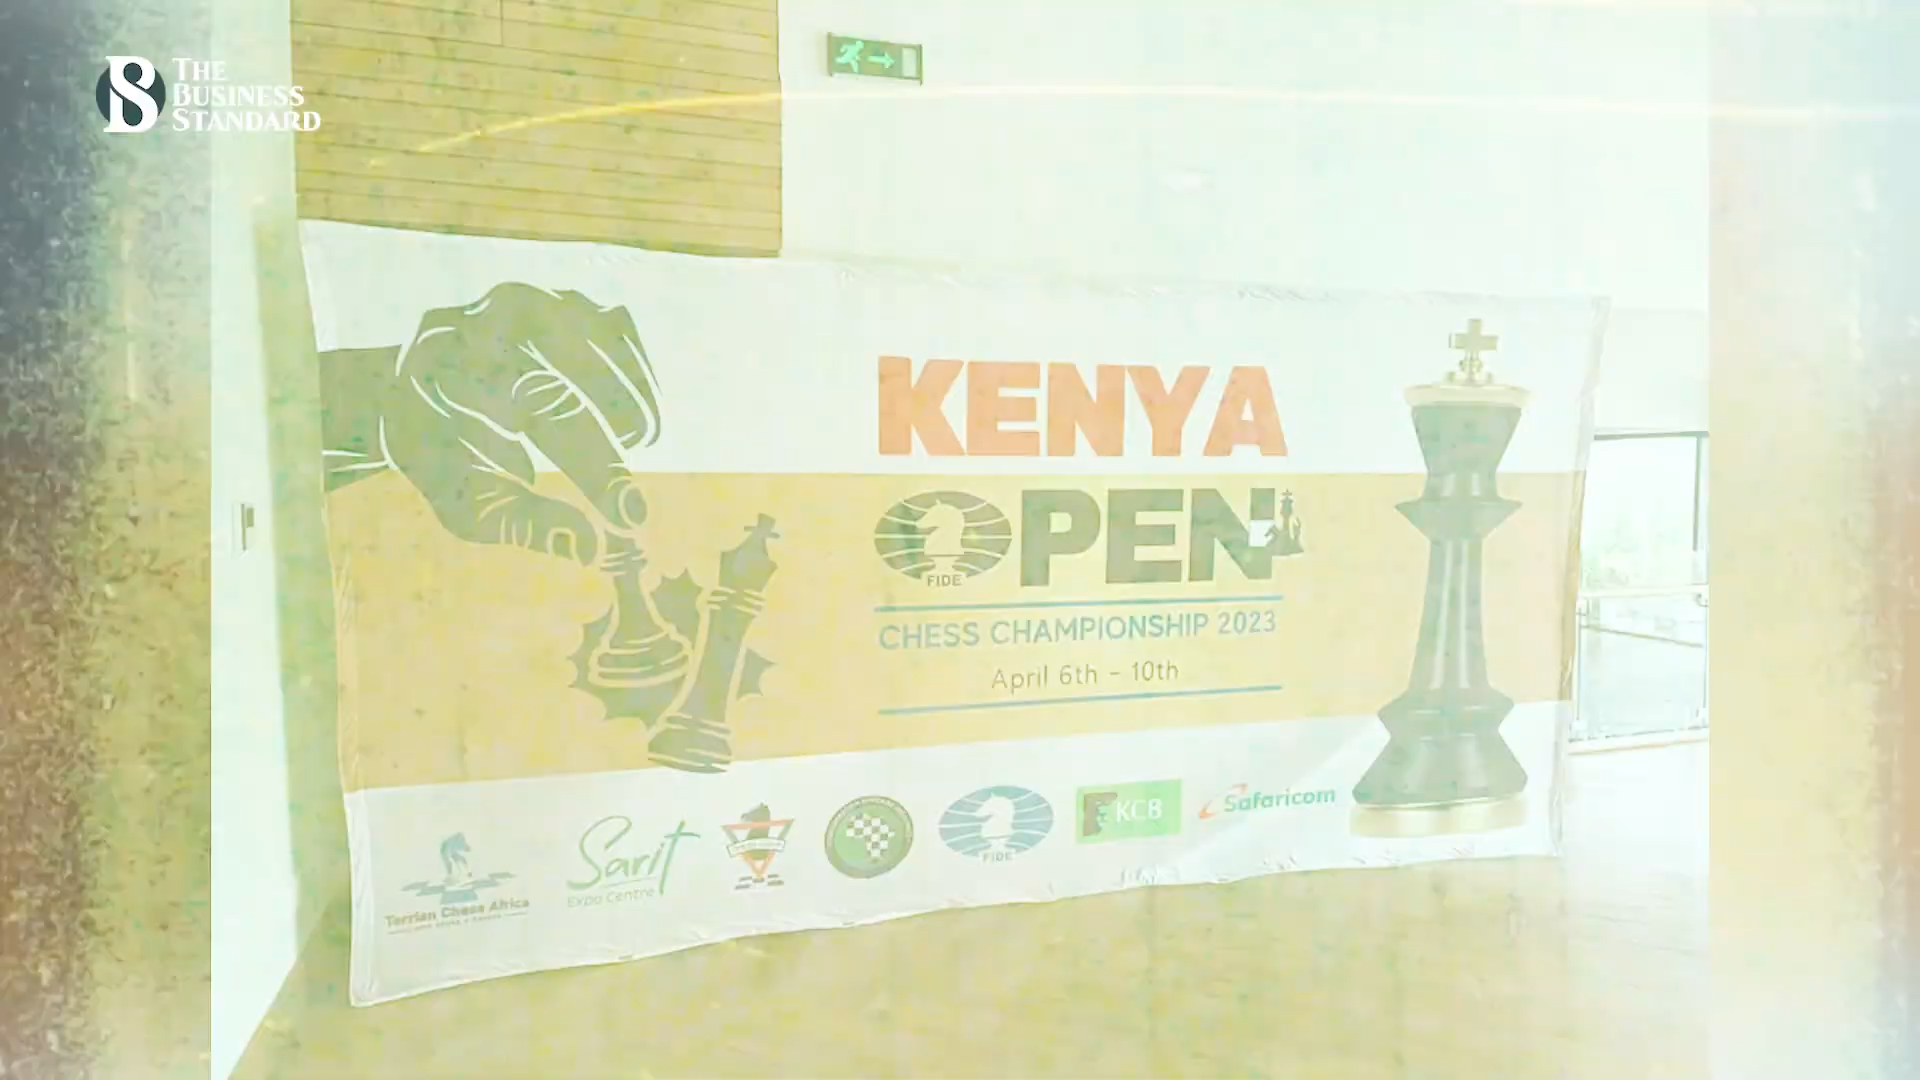 THE
BUSINESS
STANDARD
KENYA
OPEN
FIDE
CHESS CHAMPIONSHIP 2023
April 6th - 10th
Terrian Chess Africa
Sarit
Expo Centre
FIDE
KCB
Safaricom